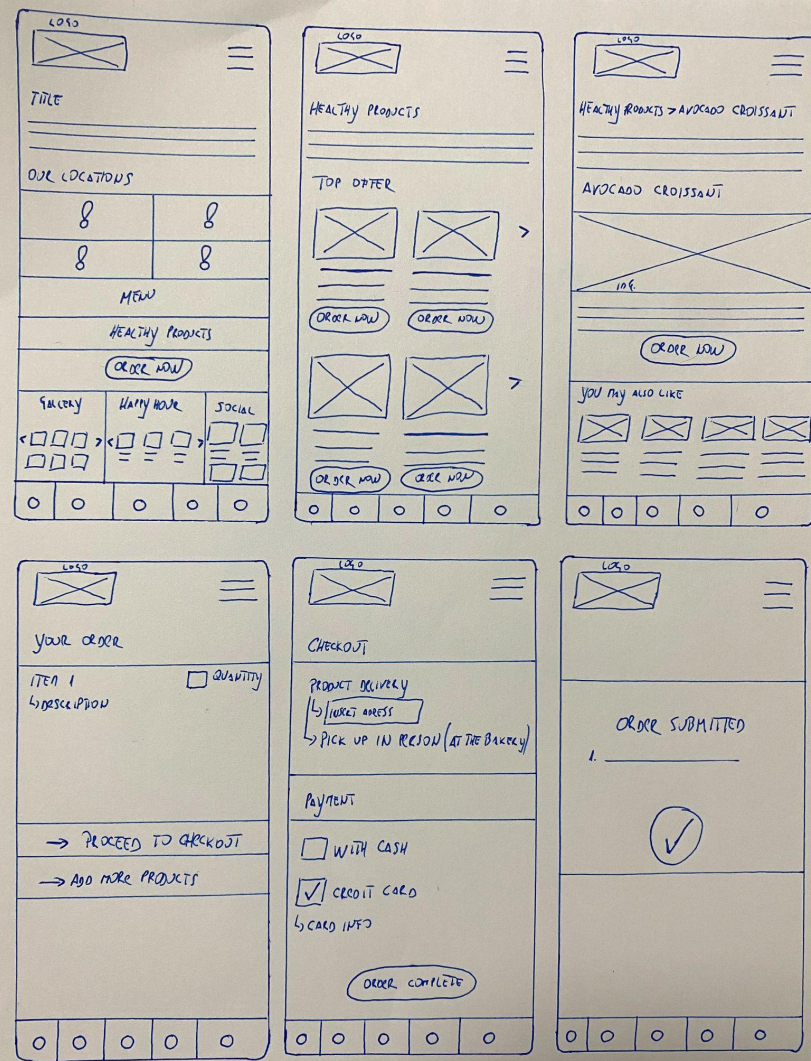 LOGO
TITLE
OUR LOCATIONS
8 8
8 8
MENU
HEALTHY PRODUCTS
ORDER NOW
GALLERY HAPPY HOUR SOCIAL
< > < >
LOGO
HEALTHY PRODUCTS
TOP OFFER
>
ORDER NOW ORDER NOW
>
ORDER NOW ORDER NOW
LOGO
HEALTHY PRODUCTS > AVOCADO CROISSANT
AVOCADO CROISSANT
IMG.
ORDER NOW
YOU MAY ALSO LIKE
LOGO
YOUR ORDER
ITEM 1 QUANTITY
↳ DESCRIPTION
→ PROCEED TO CHECKOUT
→ ADD MORE PRODUCTS
LOGO
CHECKOUT
PRODUCT DELIVERY
↳ INSERT ADRESS
↳ PICK UP IN PERSON (AT THE BAKERY)
PAYMENT
WITH CASH
✓ CREDIT CARD
↳ CARD INFO
ORDER COMPLETE
LOGO
ORDER SUBMITTED
1.
✓